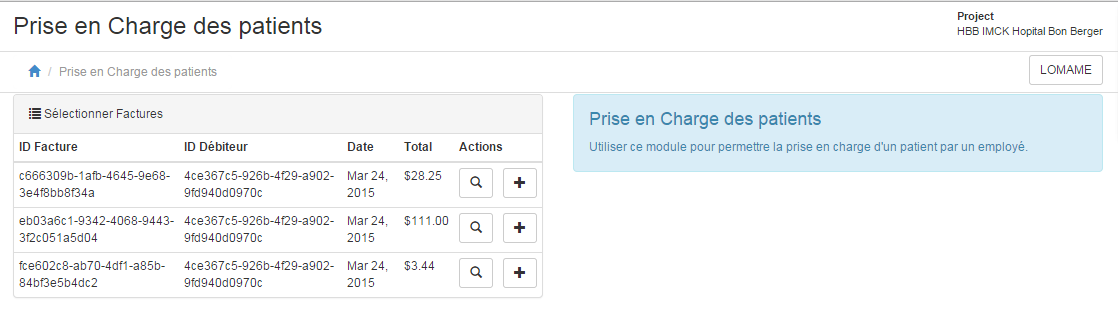 Prise en Charge des patients
Project
HBB IMCK Hopital Bon Berger
/ Prise en Charge des patients
LOMAME
Sélectionner Factures
ID Facture ID Débiteur Date Total Actions
c666309b-1afb-4645-9e68- 4ce367c5-926b-4f29-a902- Mar 24, $28.25
3e4f8bb8f34a 9fd940d0970c 2015
eb03a6c1-9342-4068-9443- 4ce367c5-926b-4f29-a902- Mar 24, $111.00
3f2c051a5d04 9fd940d0970c 2015
fce602c8-ab70-4df1-a85b- 4ce367c5-926b-4f29-a902- Mar 24, $3.44
84bf3e5b4dc2 9fd940d0970c 2015
Prise en Charge des patients
Utiliser ce module pour permettre la prise en charge d'un patient par un employé.